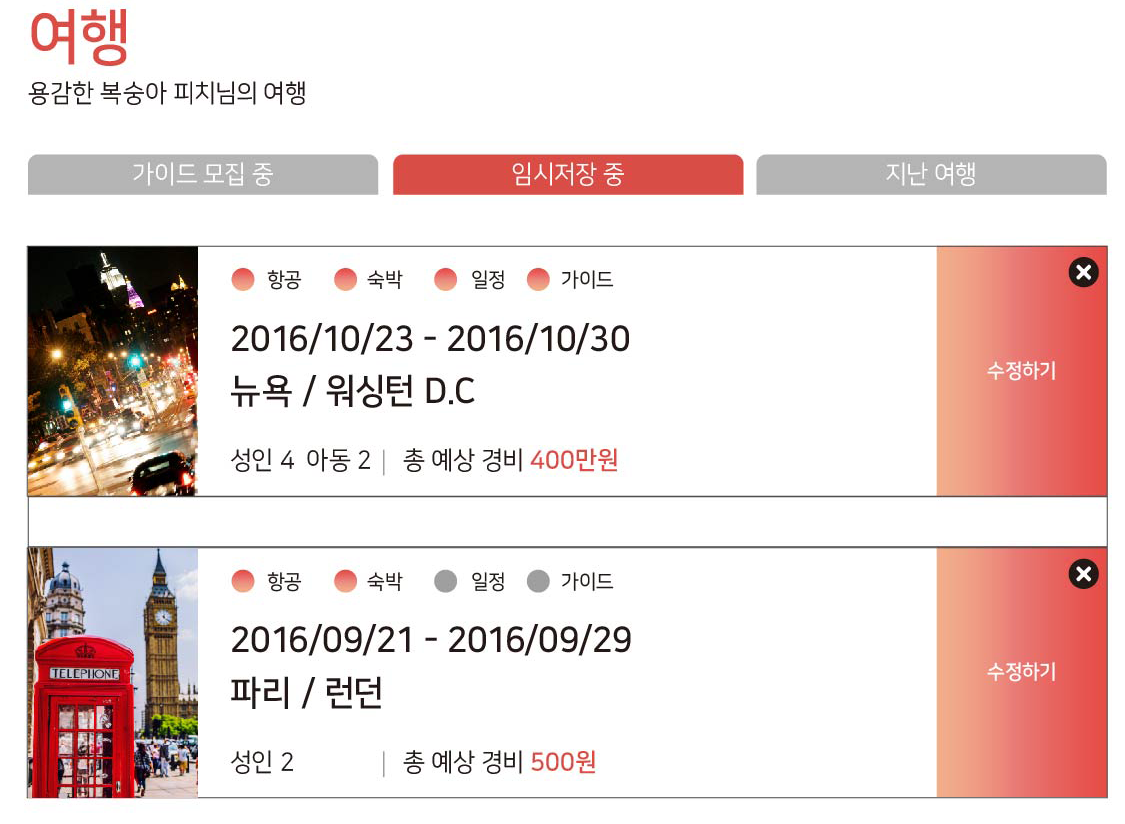 여행
용감한 복숭아 피치님의 여행
가이드 모집 중
임시저장 중
지난 여행
항공 숙박 일정 가이드
2016/10/23 - 2016/10/30
뉴욕 / 워싱턴 D.C
성인 4 아동 2 | 총 예상 경비 400만원
수정하기
항공 숙박 일정 가이드
2016/09/21 - 2016/09/29
파리 / 런던
성인 2 | 총 예상 경비 500원
수정하기
TELEPHONE